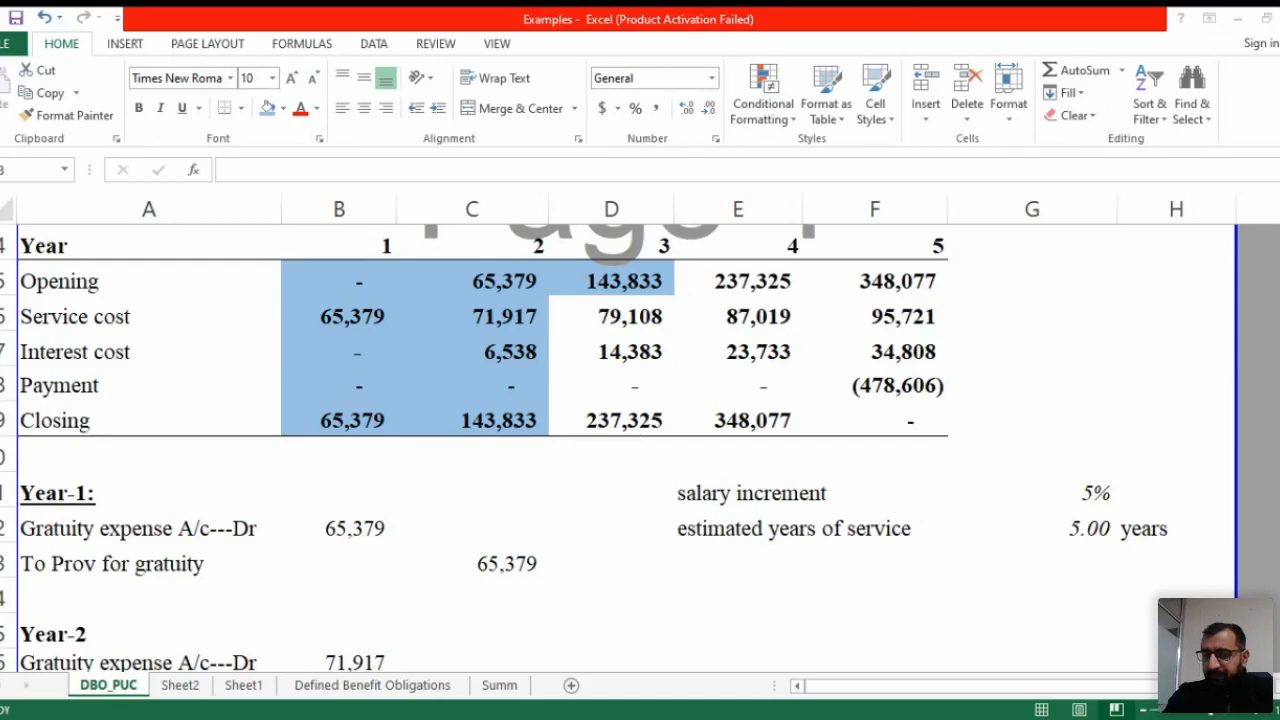 Examples - Excel (Product Activation Failed)
HOME INSERT PAGE LAYOUT FORMULAS DATA REVIEW VIEW Sign in
Cut
Copy
Format Painter
Clipboard
Times New Roma 10
B I U
Font
Wrap Text
Merge & Center
Alignment
General
$ % ,
Number
Conditional Formatting
Format as Table
Cell Styles
Styles
Insert Delete Format
Cells
AutoSum
Fill
Clear
Sort & Filter
Find & Select
Editing
fx
A B C D E F G H
Year 1 2 3 4 5
Opening - 65,379 143,833 237,325 348,077
Service cost 65,379 71,917 79,108 87,019 95,721
Interest cost - 6,538 14,383 23,733 34,808
Payment - - - - (478,606)
Closing 65,379 143,833 237,325 348,077 -
Year-1: salary increment 5%
Gratuity expense A/c---Dr 65,379 estimated years of service 5.00 years
To Prov for gratuity 65,379
Year-2
Gratuity expense A/c---Dr 71,917
DBO_PUC Sheet2 Sheet1 Defined Benefit Obligations Summ